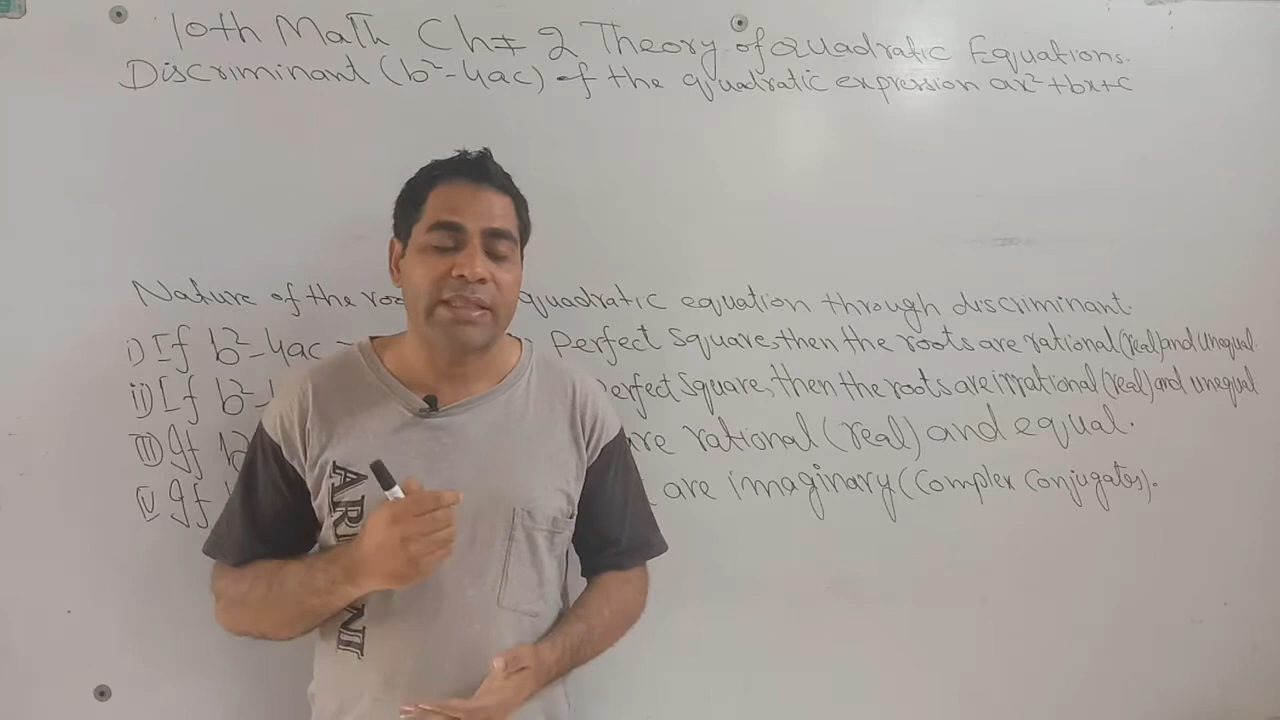 10th Math Ch# 2 Theory of Quadratic Equations.
Discriminant (b²-4ac) of the quadratic expression ax²+bx+c
Nature of the quadratic equation through discriminant.
i) If b²-4ac Perfect Square, then the roots are rational (real) and unequal.
ii) If b²- Perfect Square, then the roots are irrational (real) and unequal
iii) If are rational (real) and equal.
If are imaginary (Complex Conjugates).